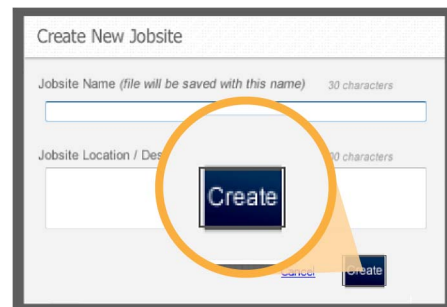 Create New Jobsite
Jobsite Name (file will be saved with this name) 30 characters
Jobsite Location / Des
characters
Create
Cancel Create